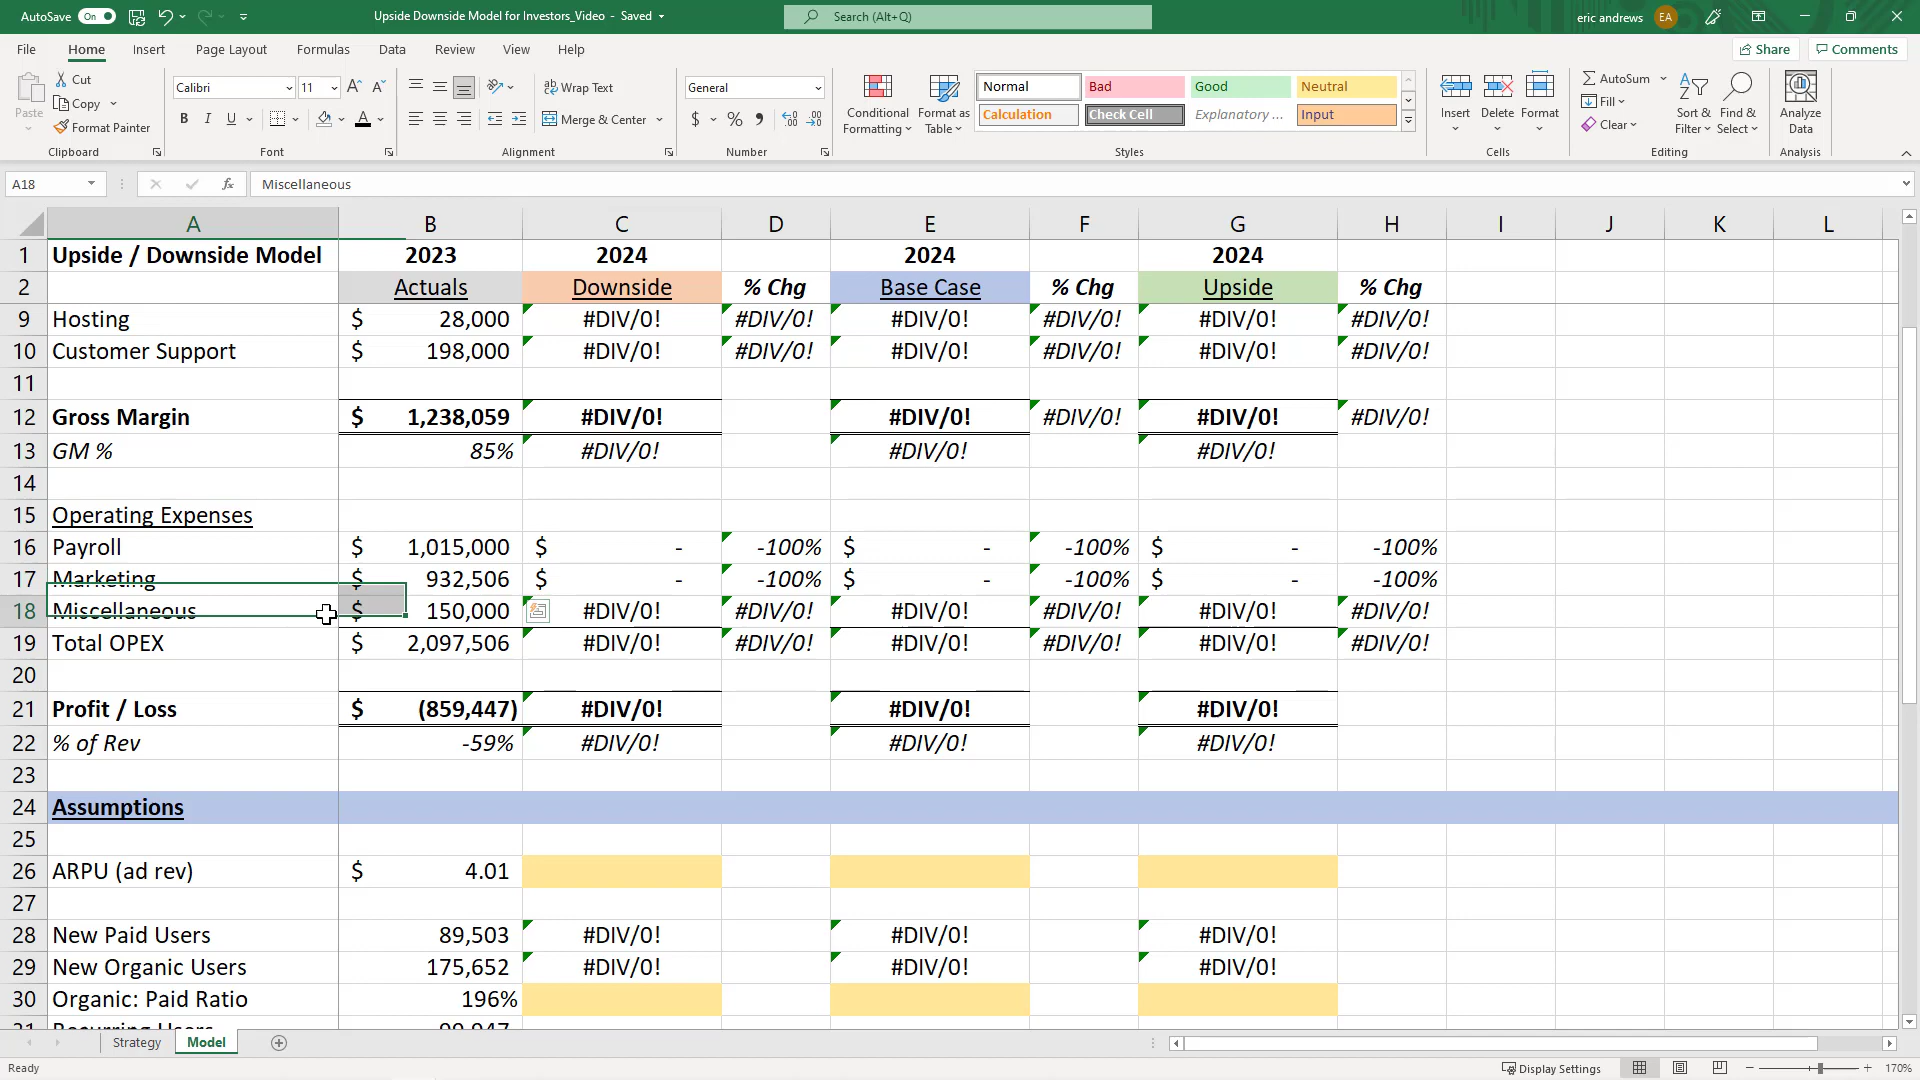 AutoSave On Upside Downside Model for Investors_Video - Saved Search (Alt+Q) eric andrews EA
File Home Insert Page Layout Formulas Data Review View Help Share Comments
Paste Cut Copy Format Painter Clipboard
Calibri 11 A A B I U A Font
Wrap Text Merge & Center Alignment
General $ % 9 Number
Conditional Formatting Format as Table Normal Bad Good Neutral
Calculation Check Cell Explanatory ... Input Styles
Insert Delete Format Cells
AutoSum Fill Clear Sort & Filter Find & Select Editing
Analyze Data Analysis
A18 fx Miscellaneous
A B C D E F G H I J K L
1 Upside / Downside Model 2023 2024 2024 2024
2 Actuals Downside % Chg Base Case % Chg Upside % Chg
9 Hosting $ 28,000 #DIV/0! #DIV/0! #DIV/0! #DIV/0! #DIV/0! #DIV/0!
10 Customer Support $ 198,000 #DIV/0! #DIV/0! #DIV/0! #DIV/0! #DIV/0! #DIV/0!
11
12 Gross Margin $ 1,238,059 #DIV/0! #DIV/0! #DIV/0! #DIV/0! #DIV/0!
13 GM % 85% #DIV/0! #DIV/0! #DIV/0!
14
15 Operating Expenses
16 Payroll $ 1,015,000 $ - -100% $ - -100% $ - -100%
17 Marketing $ 932,506 $ - -100% $ - -100% $ - -100%
18 Miscellaneous $ 150,000 #DIV/0! #DIV/0! #DIV/0! #DIV/0! #DIV/0! #DIV/0!
19 Total OPEX $ 2,097,506 #DIV/0! #DIV/0! #DIV/0! #DIV/0! #DIV/0! #DIV/0!
20
21 Profit / Loss $ (859,447) #DIV/0! #DIV/0! #DIV/0!
22 % of Rev -59% #DIV/0! #DIV/0! #DIV/0!
23
24 Assumptions
25
26 ARPU (ad rev) $ 4.01
27
28 New Paid Users 89,503 #DIV/0! #DIV/0! #DIV/0!
29 New Organic Users 175,652 #DIV/0! #DIV/0! #DIV/0!
30 Organic: Paid Ratio 196%
Strategy Model
Ready Display Settings 170%